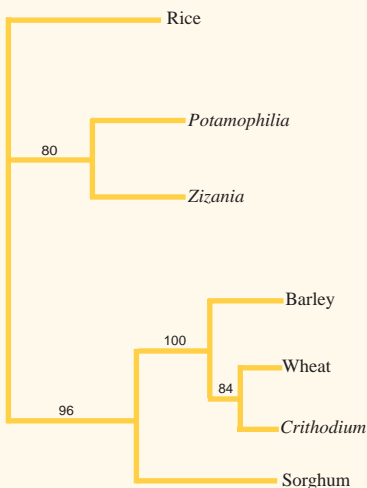 Rice
Potamophilia
80
Zizania
Barley
100
Wheat
84
96
Crithodium
Sorghum